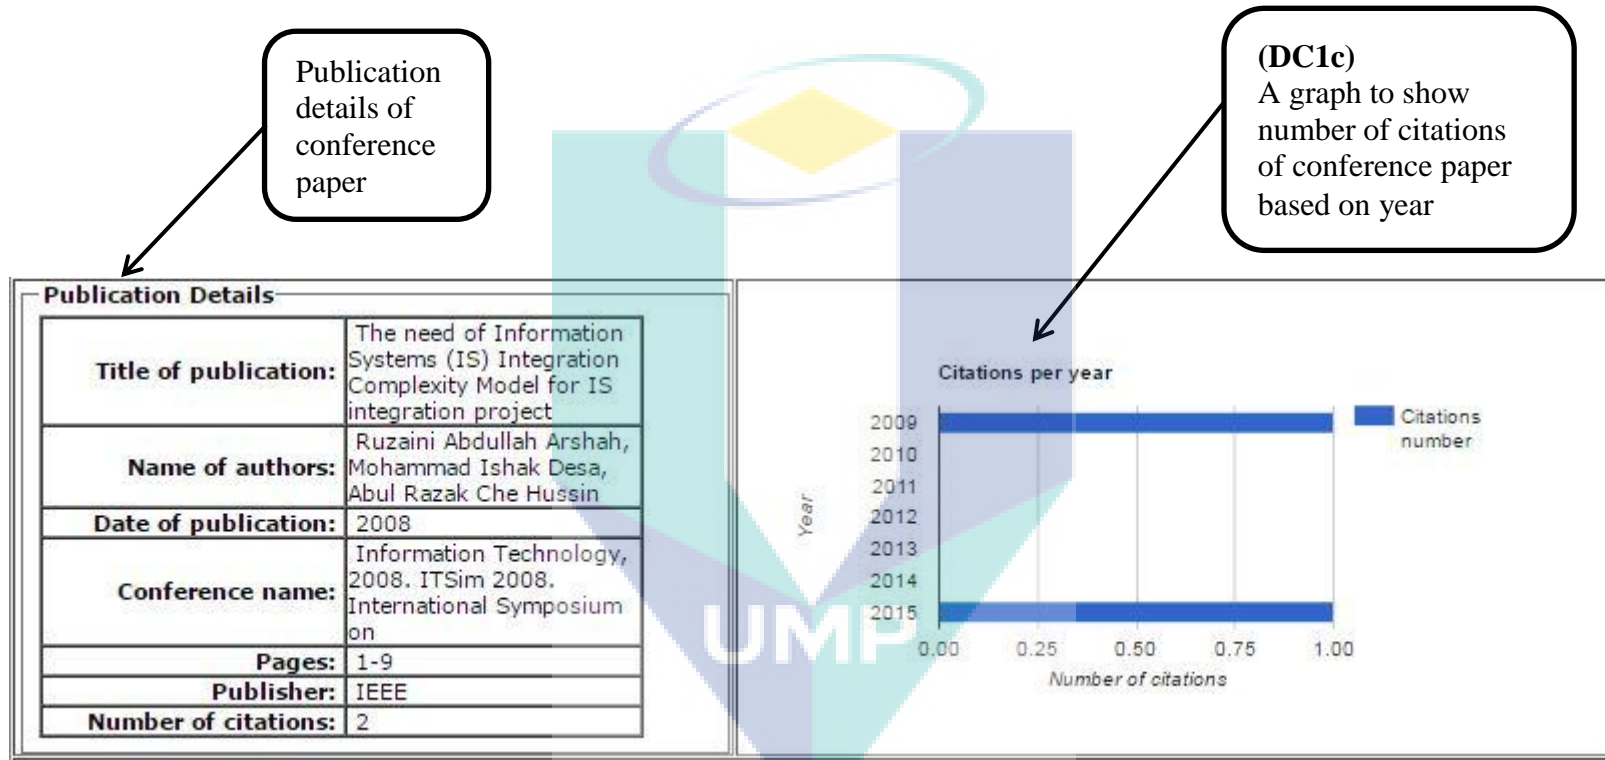 Publication
details of
conference
paper
(DC1c)
A graph to show
number of citations
of conference paper
based on year
Publication Details
Title of publication: The need of Information
Systems (IS) Integration
Complexity Model for IS
integration project
Name of authors: Ruzaini Abdullah Arshah,
Mohammad Ishak Desa,
Abul Razak Che Hussin
Date of publication: 2008
Conference name: Information Technology,
2008. ITSim 2008.
International Symposium
on
Pages: 1-9
Publisher: IEEE
Number of citations: 2
Citations per year
Year
2009
2010
2011
2012
2013
2014
2015
0.00 0.25 0.50 0.75 1.00
Number of citations
Citations
number
UMP